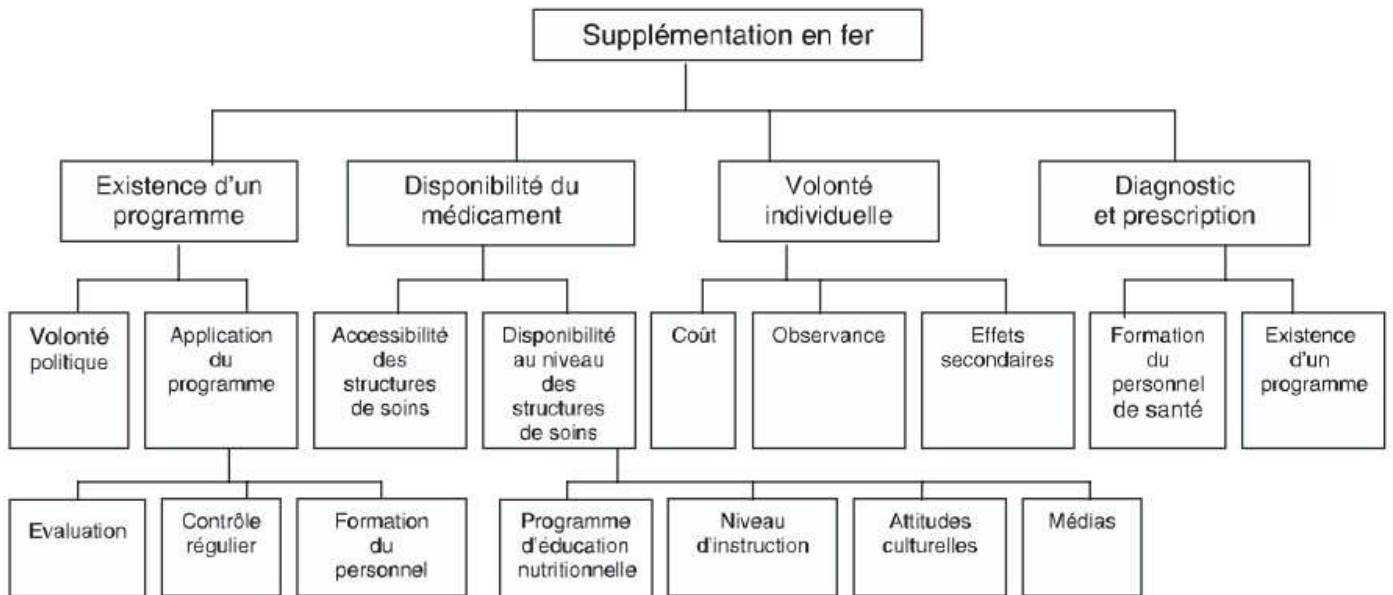 Supplémentation en fer
Existence d'un
programme
Disponibilité du
médicament
Volonté
individuelle
Diagnostic
et prescription
Volonté
politique
Application
du
programme
Accessibilité
des
structures
de soins
Disponibilité
au niveau
des
structures
de soins
Coût
Observance
Effets
secondaires
Formation
du
personnel
de santé
Existence
d'un
programme
Evaluation
Contrôle
régulier
Formation
du
personnel
Programme
d'éducation
nutritionnelle
Niveau
d'instruction
Attitudes
culturelles
Médias